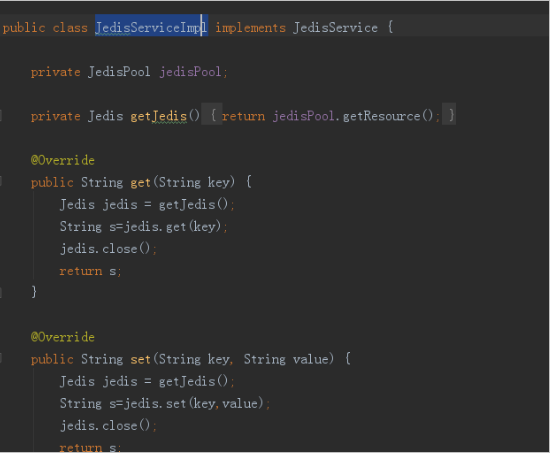 public class JedisServiceImpl implements JedisService {
private JedisPool jedisPool;
private Jedis getJedis() { return jedisPool.getResource(); }
@Override
public String get(String key) {
Jedis jedis = getJedis();
String s=jedis.get(key);
jedis.close();
return s;
}
@Override
public String set(String key, String value) {
Jedis jedis = getJedis();
String s=jedis.set(key,value);
jedis.close();
return s;